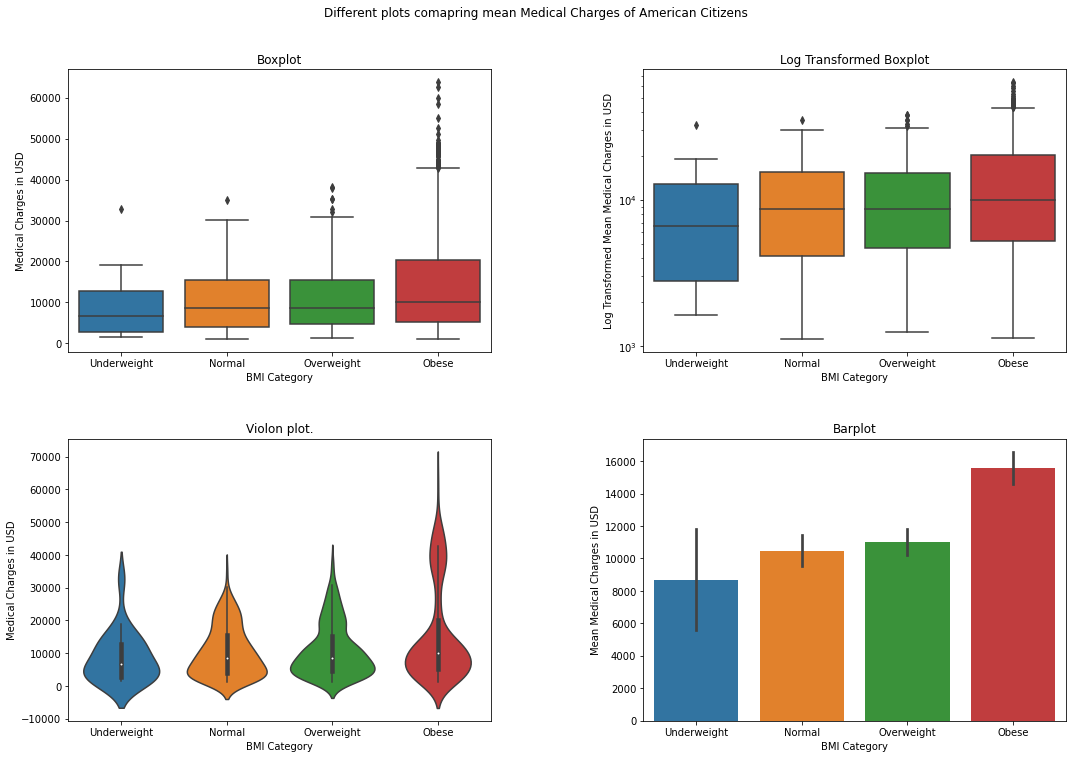 Different plots comapring mean Medical Charges of American Citizens
Boxplot
Medical Charges in USD
60000
50000
40000
30000
20000
10000
0
Underweight Normal Overweight Obese
BMI Category
Log Transformed Boxplot
Log Transformed Mean Medical Charges in USD
10⁴
10³
Underweight Normal Overweight Obese
BMI Category
Violon plot.
Medical Charges in USD
70000
60000
50000
40000
30000
20000
10000
0
−10000
Underweight Normal Overweight Obese
BMI Category
Barplot
Mean Medical Charges in USD
16000
14000
12000
10000
8000
6000
4000
2000
0
Underweight Normal Overweight Obese
BMI Category